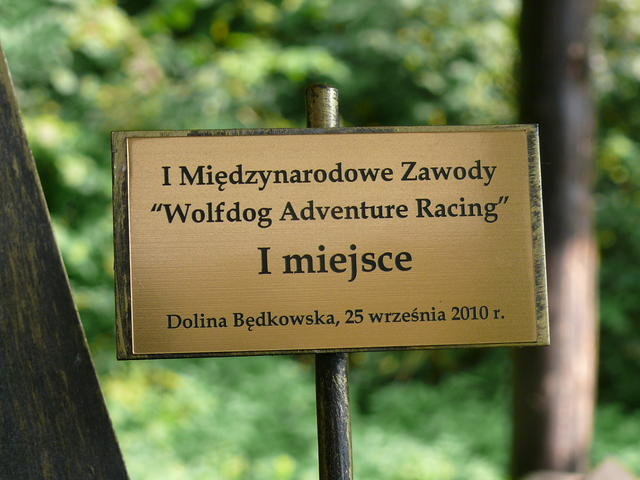 I Międzynarodowe Zawody
“Wolfdog Adventure Racing”
I miejsce
Dolina Będkowska, 25 września 2010 r.